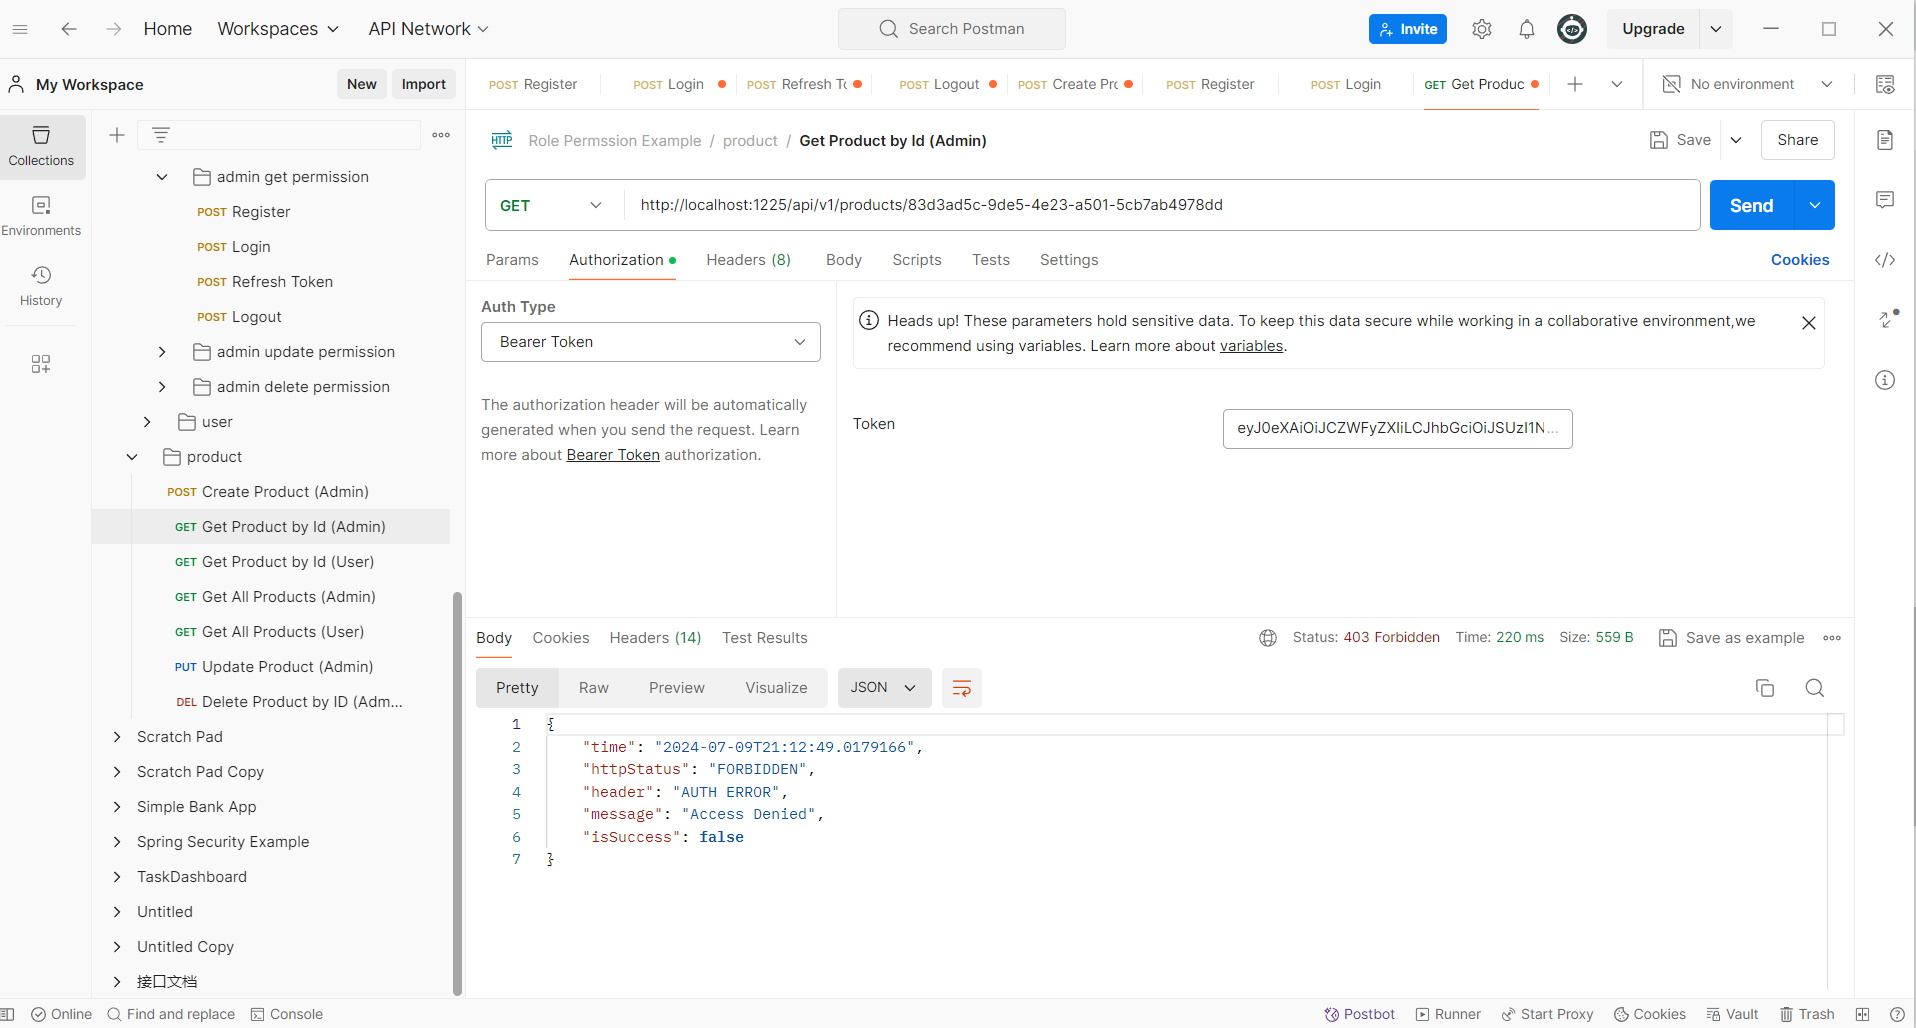 Home
Workspaces
API Network
Search Postman
Invite
Upgrade
My Workspace
New
Import
POST Register
POST Login
POST Refresh Tc
POST Logout
POST Create Prc
POST Register
POST Login
GET Get Produc
No environment
Collections
Environments
History
admin get permission
POST Register
POST Login
POST Refresh Token
POST Logout
admin update permission
admin delete permission
user
product
POST Create Product (Admin)
GET Get Product by Id (Admin)
GET Get Product by Id (User)
GET Get All Products (Admin)
GET Get All Products (User)
PUT Update Product (Admin)
DEL Delete Product by ID (Adm...
Scratch Pad
Scratch Pad Copy
Simple Bank App
Spring Security Example
TaskDashboard
Untitled
Untitled Copy
接口文档
HTTP Role Permssion Example / product / Get Product by Id (Admin)
Save
Share
GET
http://localhost:1225/api/v1/products/83d3ad5c-9de5-4e23-a501-5cb7ab4978dd
Send
Params
Authorization
Headers (8)
Body
Scripts
Tests
Settings
Cookies
Auth Type
Bearer Token
The authorization header will be automatically
generated when you send the request. Learn
more about Bearer Token authorization.
Heads up! These parameters hold sensitive data. To keep this data secure while working in a collaborative environment,we
recommend using variables. Learn more about variables.
Token
eyJ0eXAiOiJCZWFyZXIiLCJhbGciOiJSUzI1N...
Body
Cookies
Headers (14)
Test Results
Status: 403 Forbidden
Time: 220 ms
Size: 559 B
Save as example
Pretty
Raw
Preview
Visualize
JSON
1 {
2 "time": "2024-07-09T21:12:49.0179166",
3 "httpStatus": "FORBIDDEN",
4 "header": "AUTH ERROR",
5 "message": "Access Denied",
6 "isSuccess": false
7 }
Online
Find and replace
Console
Postbot
Runner
Start Proxy
Cookies
Vault
Trash